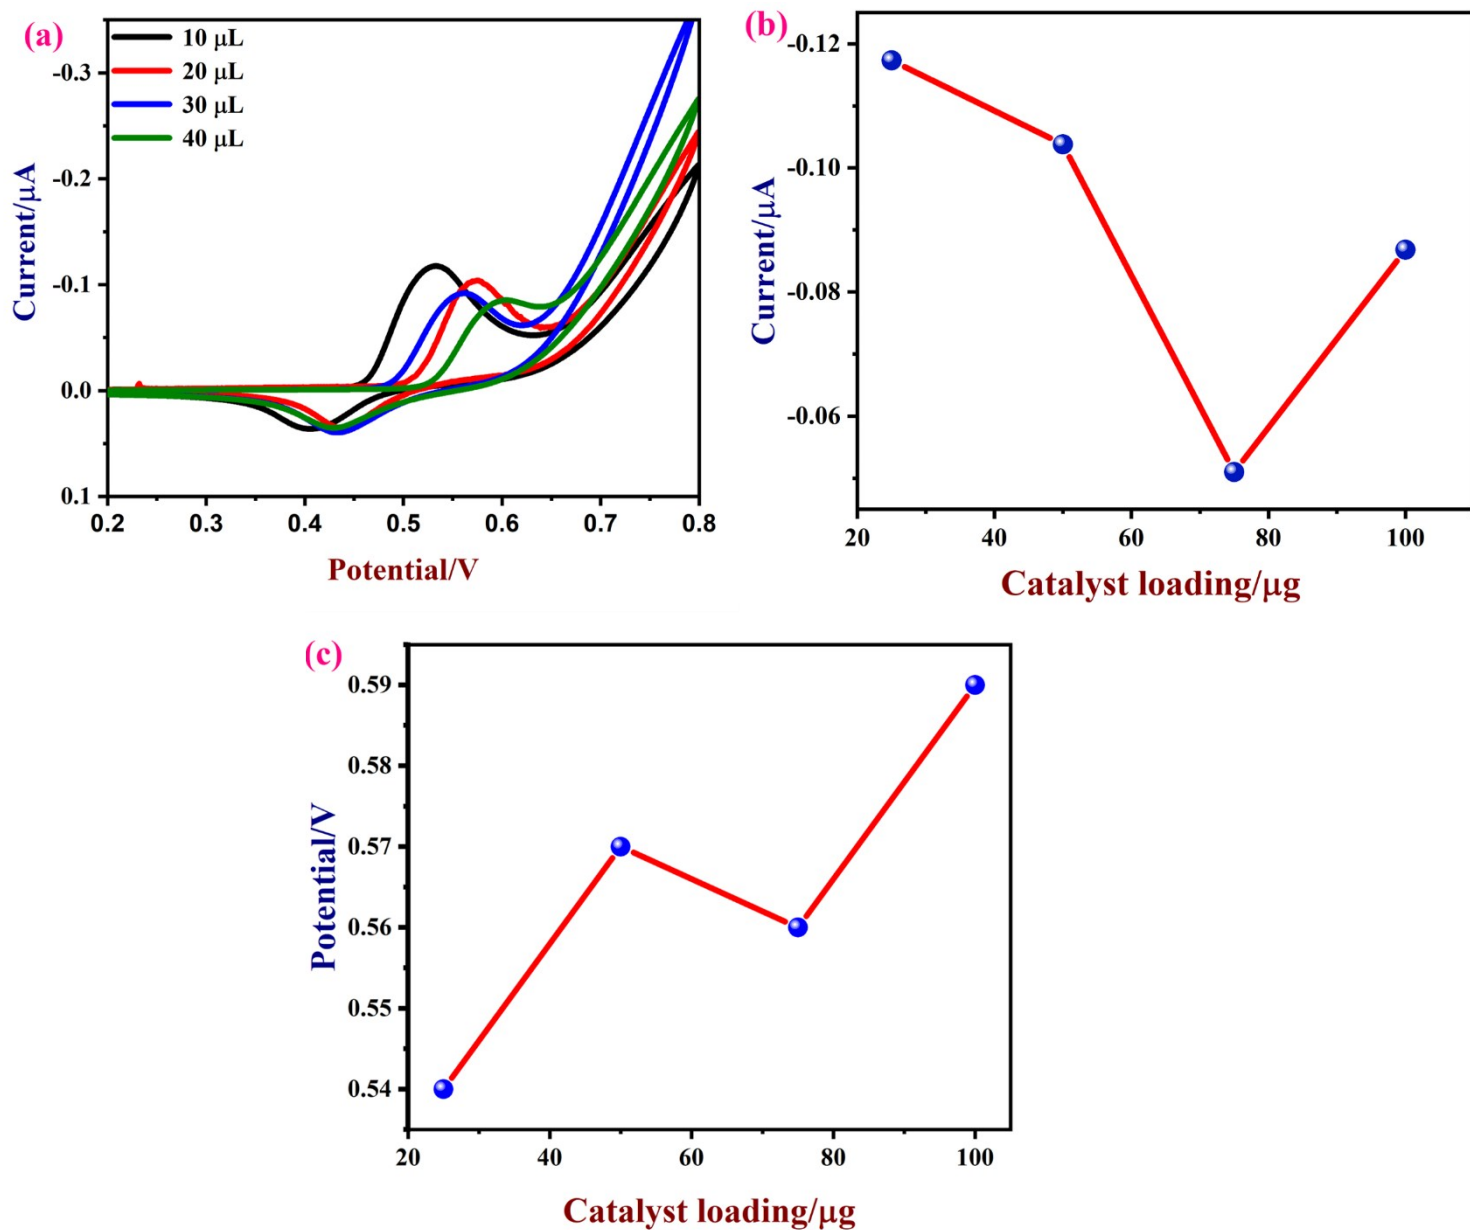 (a)
10 μL
20 μL
30 μL
40 μL
-0.3
-0.2
-0.1
0.0
0.1
0.2 0.3 0.4 0.5 0.6 0.7 0.8
Current/μA
Potential/V
(b)
-0.12
-0.10
-0.08
-0.06
20 40 60 80 100
Current/μA
Catalyst loading/μg
(c)
0.59
0.58
0.57
0.56
0.55
0.54
20 40 60 80 100
Potential/V
Catalyst loading/μg